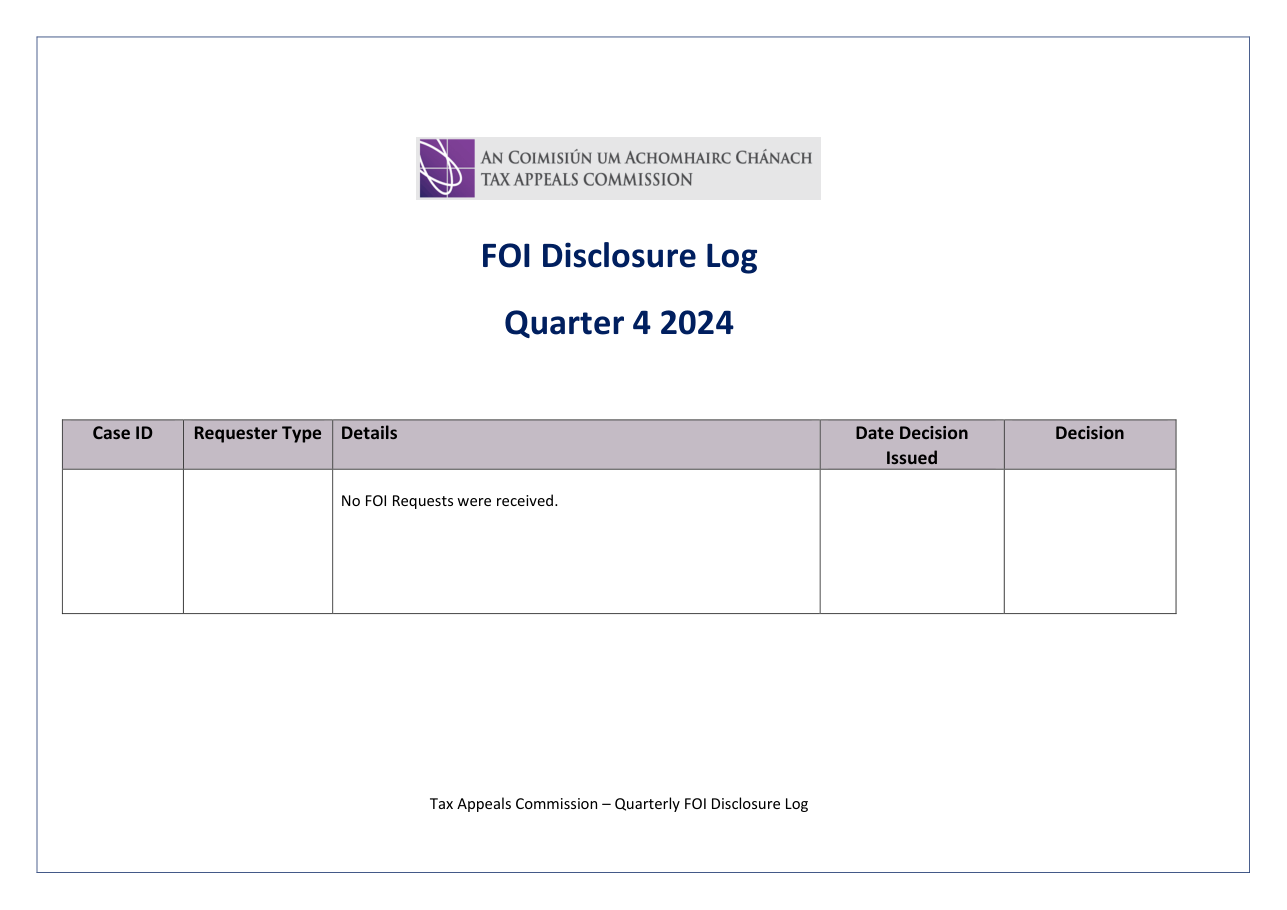 AN COIMISIÚN UM ACHOMHAIRC CHÁNACH
TAX APPEALS COMMISSION
FOI Disclosure Log
Quarter 4 2024
Case ID
Requester Type
Details
Date Decision
Issued
Decision
No FOI Requests were received.
Tax Appeals Commission – Quarterly FOI Disclosure Log